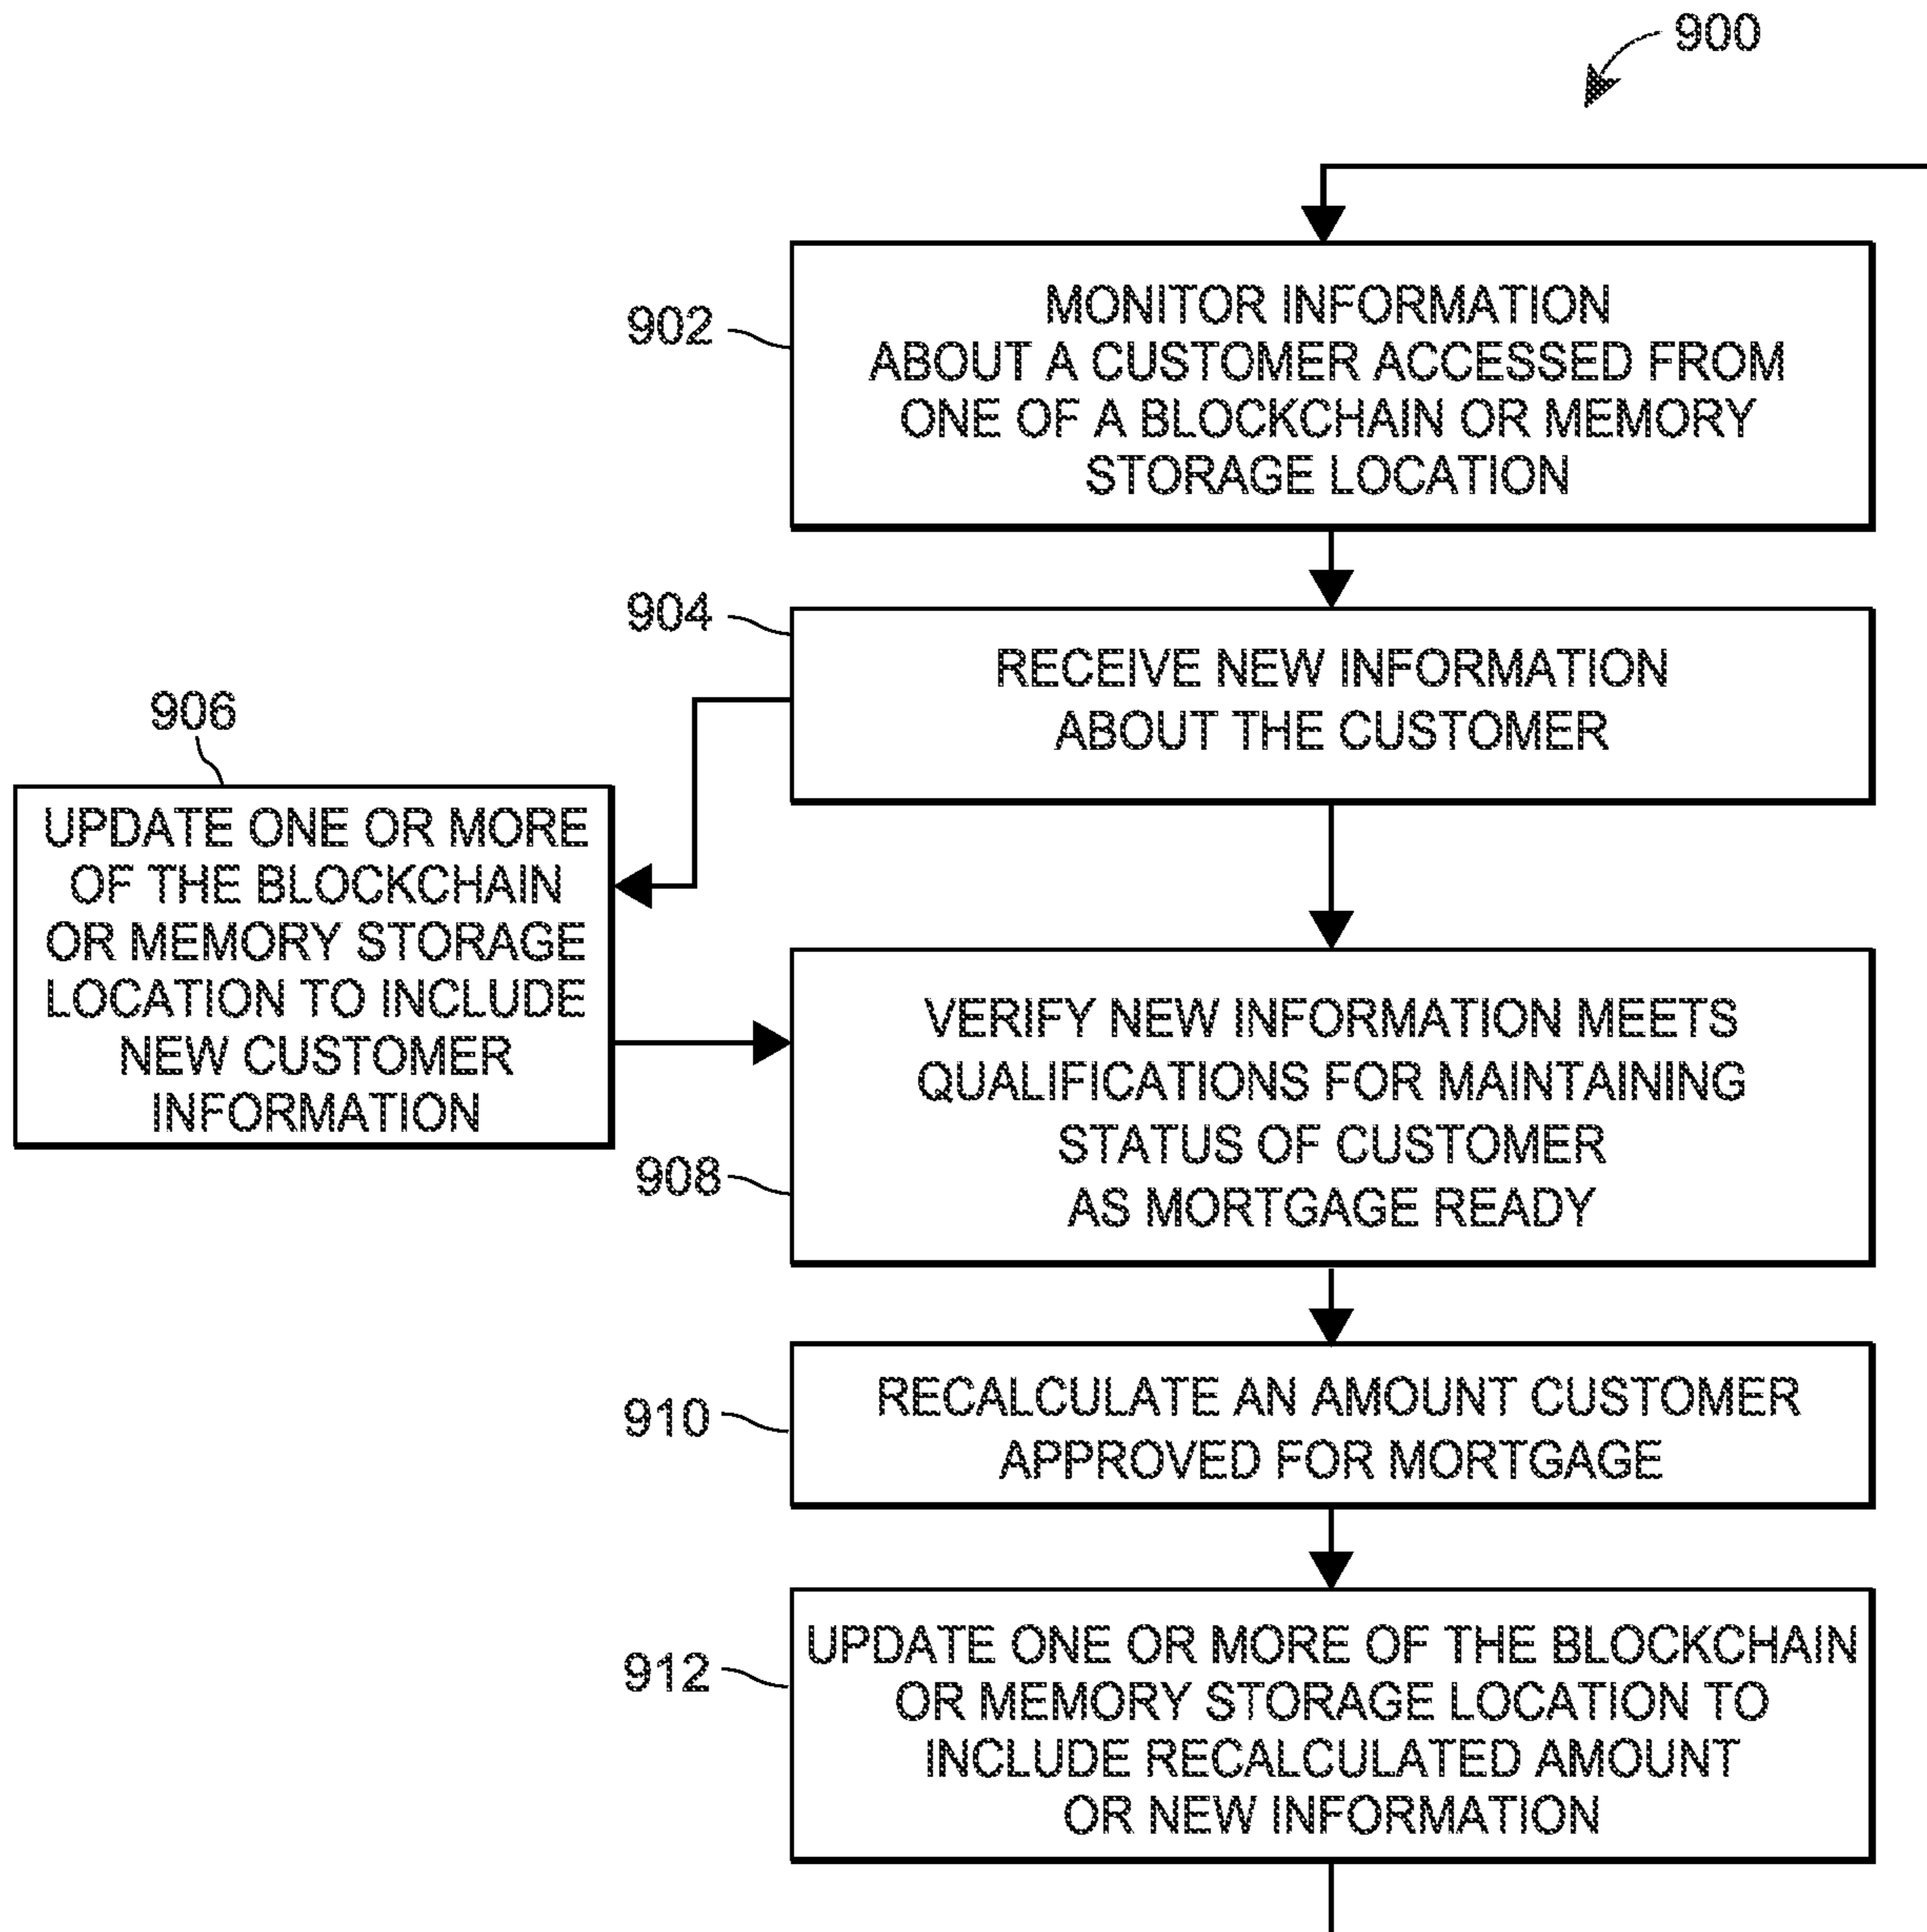 900
902
MONITOR INFORMATION
ABOUT A CUSTOMER ACCESSED FROM
ONE OF A BLOCKCHAIN OR MEMORY
STORAGE LOCATION
904
RECEIVE NEW INFORMATION
ABOUT THE CUSTOMER
906
UPDATE ONE OR MORE
OF THE BLOCKCHAIN
OR MEMORY STORAGE
LOCATION TO INCLUDE
NEW CUSTOMER
INFORMATION
908
VERIFY NEW INFORMATION MEETS
QUALIFICATIONS FOR MAINTAINING
STATUS OF CUSTOMER
AS MORTGAGE READY
910
RECALCULATE AN AMOUNT CUSTOMER
APPROVED FOR MORTGAGE
912
UPDATE ONE OR MORE OF THE BLOCKCHAIN
OR MEMORY STORAGE LOCATION TO
INCLUDE RECALCULATED AMOUNT
OR NEW INFORMATION